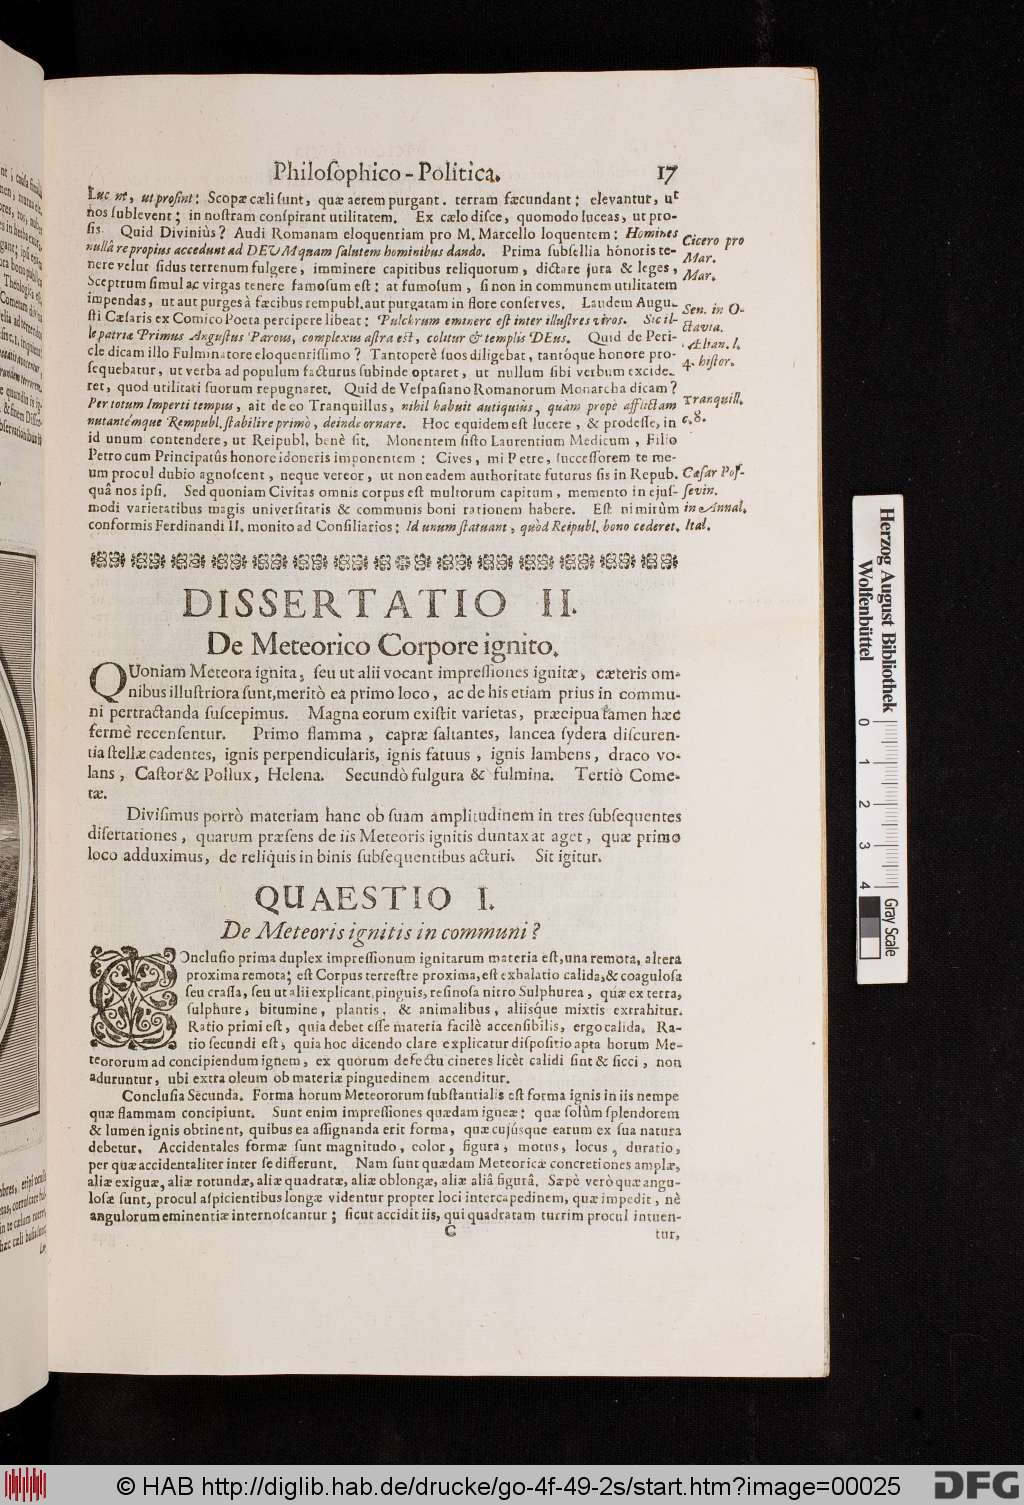 Philoſophico-Politica. 17
Luc nt, ut proſint: Scopæ cæli ſunt, quæ aerem purgant. terram fæcundant; elevantur, ut
nos ſublevent; in noſtram conſpirant utilitatem. Ex cælo diſce, quomodo luceas, ut pro-
ſis. Quid Diviniùs? Audi Romanam eloquentiam pro M. Marcello loquentem: Homines
nullâ re propius accedunt ad DEUM quam ſalutem hominibus dando. Prima ſubſellia honoris te-
Cicero pro
Mar.
nere velut ſidus terrenum fulgere, imminere capitibus reliquorum, dictare jura & leges,
Mar.
Sceptrum ſimul ac virgas tenere famoſum eſt: at fumoſum, ſi non in communem utilitatem
impendas, ut aut purges à fæcibus rempubl. aut purgatam in flore conſerves. Laudem Augu-
Sen. in O-
ſti Cæſaris ex Comico Poeta percipere libeat: Pulchrum eminere eſt inter illuſtres viros. Sic il-
ctavia.
le patriæ Primus Anguſtus Parens, complexus aſtra eſt, colitur & templis DEus. Quid de Peri-
Ælian. l.
cle dicam illo Fulminatore eloquentiſſimo? Tantoperè ſuos diligebat, tantóque honore pro-
4. hiſtor.
ſequebatur, ut verba ad populum facturus ſubinde optaret, ut nullum ſibi verbum excide-
ret, quod utilitati ſuorum repugnaret. Quid de Veſpaſiano Romanorum Monarcha dicam?
Per totum Imperti tempus, ait de eo Tranquillus, nihil habuit antiquiùs, quàm propè afflictam
Tranquill.
nutantémque Rempubl. ſtabilire primò, deinde ornare. Hoc equidem eſt lucere, & prodeſſe, in
c. 8.
id unum contendere, ut Reipubl, benè ſit. Monentem ſiſto Laurentium Medicum, Filio
Petro cum Principatûs honore idoneris imponentem: Cives, mi Petre, ſucceſſorem te me-
um procul dubio agnoſcent, neque vereor, ut non eadem authoritate futurus ſis in Repub.
Cæſar Poſ-
quâ nos ipſi. Sed quoniam Civitas omnis corpus eſt multorum capitum, memento in ejuſ-
ſevin.
modi varietatibus magis univerſitatis & communis boni rationem habere. Eſt nimirùm
in Annal.
conformis Ferdinandi II. monito ad Conſiliatios: Id unum ſtatuant, quòd Reipubl. bono cederet.
Ital.
DISSERTATIO II.
De Meteorico Corpore ignito.
QUoniam Meteora ignita, ſeu ut alii vocant impreſſiones ignitæ, cæteris om-
nibus illuſtriora ſunt, meritò ea primo loco, ac de his etiam prius in commu-
ni pertractanda ſuſcepimus. Magna eorum exiſtit varietas, præcipua tamen hæc
fermè recenſentur. Primo flamma, capræ ſaltantes, lancea ſydera diſcuren-
tia ſtellæ cadentes, ignis perpendicularis, ignis fatuus, ignis lambens, draco vo-
lans, Caſtor & Pollux, Helena. Secundò fulgura & fulmina. Tertiò Come-
tæ.
Diviſimus porrò materiam hanc ob ſuam amplitudinem in tres ſubſequentes
diſertationes, quarum præſens de iis Meteoris ignitis duntaxat aget, quæ primo
loco adduximus, de reliquis in binis ſubſequentibus acturi. Sit igitur.
QUAESTIO I.
De Meteoris ignitis in communi?
COncluſio prima duplex impreſſionum ignitarum materia eſt, una remota, altera
proxima remota; eſt Corpus terreſtre proxima, eſt exhalatio calida, & coaguloſa
ſeu craſſa, ſeu ut alii explicant, pinguis, reſinoſa nitro Sulphurea, quæ ex terra,
ſulphure, bitumine, plantis, & animalibus, aliisque mixtis extrahitur.
Ratio primi eſt, quia debet eſſe materia facilè accenſibilis, ergo calida. Ra-
tio ſecundi eſt, quia hoc dicendo clare explicatur diſpoſitio apta horum Me-
teororum ad concipiendum ignem, ex quorum defectu cineres licèt calidi ſint & ſicci, non
aduruntur, ubi extra oleum ob materiæ pinguedinem accenditur.
Concluſia Secunda. Forma horum Meteororum ſubſtantialis eſt forma ignis in iis nempe
quæ flammam concipiunt. Sunt enim impreſſiones quædam igneæ: quæ ſolùm ſplendorem
& lumen ignis obtinent, quibus ea aſſignanda erit forma, quæ cujúsque earum ex ſua natura
debetur. Accidentales formæ ſunt magnitudo, color, figura, motus, locus, duratio,
per quæ accidentaliter inter ſe differunt. Nam ſunt quædam Meteoricæ concretiones amplæ,
aliæ exiguæ, aliæ rotundæ, aliæ quadratæ, aliæ oblongæ, aliæ aliâ figurâ. Sæpè verò quæ angu-
loſæ ſunt, procul aſpicientibus longæ videntur propter loci intercapedinem, quæ impedit, nè
angulorum eminentiæ internoſcantur; ſicut accidit iis, qui quadratam turrim procul intuen-
C tur,
Herzog August Bibliothek
Wolfenbüttel
0 1 2 3 4
Gray Scale
© HAB http://diglib.hab.de/drucke/go-4f-49-2s/start.htm?image=00025
DFG